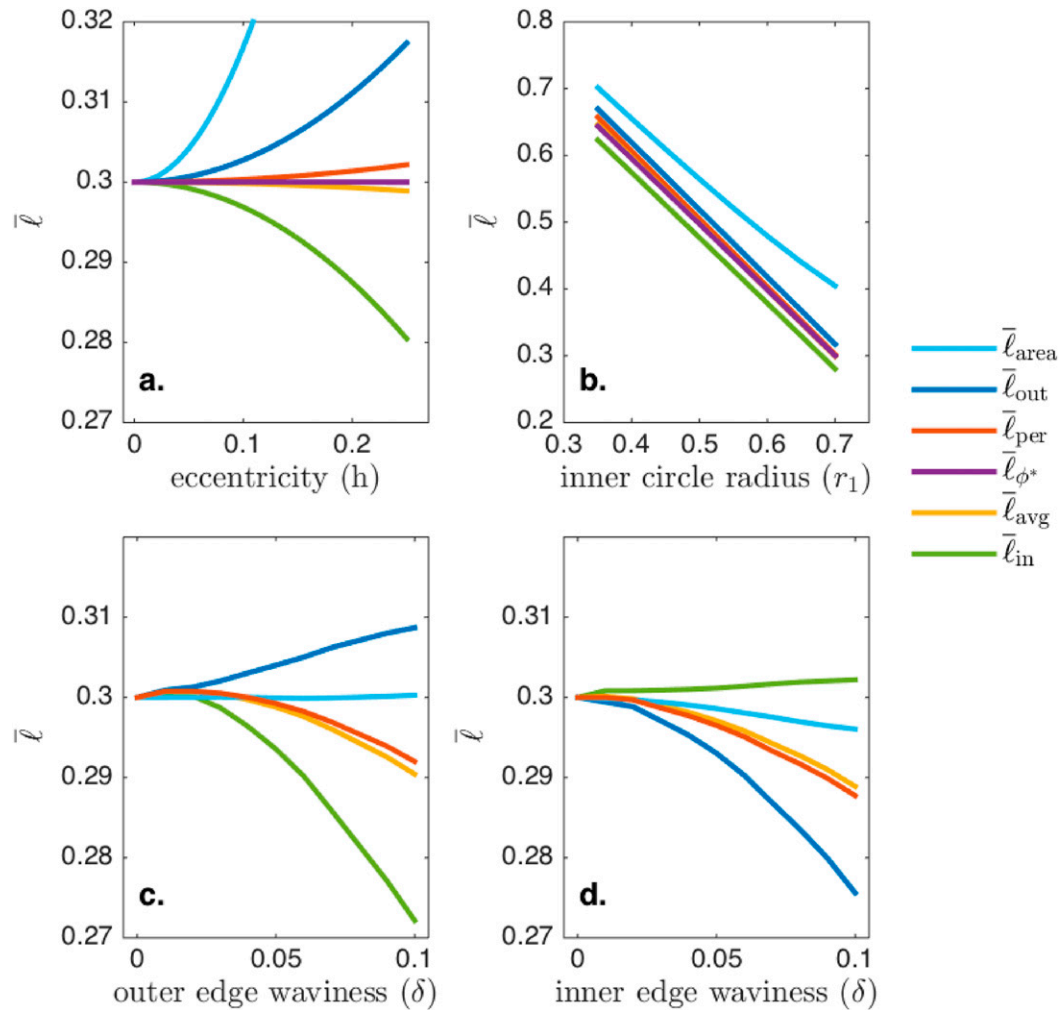 0.32
0.31
0.3
0.29
0.28
0.27
ℓ̅
a.
0
0.1
0.2
eccentricity (h)
0.8
0.7
0.6
0.5
0.4
0.3
0.2
ℓ̅
b.
0.3
0.4
0.5
0.6
0.7
inner circle radius (r₁)
ℓ̅area
ℓ̅out
ℓ̅per
ℓ̅ϕ*
ℓ̅avg
ℓ̅in
0.31
0.3
0.29
0.28
0.27
ℓ̅
c.
0
0.05
0.1
outer edge waviness (δ)
0.31
0.3
0.29
0.28
0.27
ℓ̅
d.
0
0.05
0.1
inner edge waviness (δ)